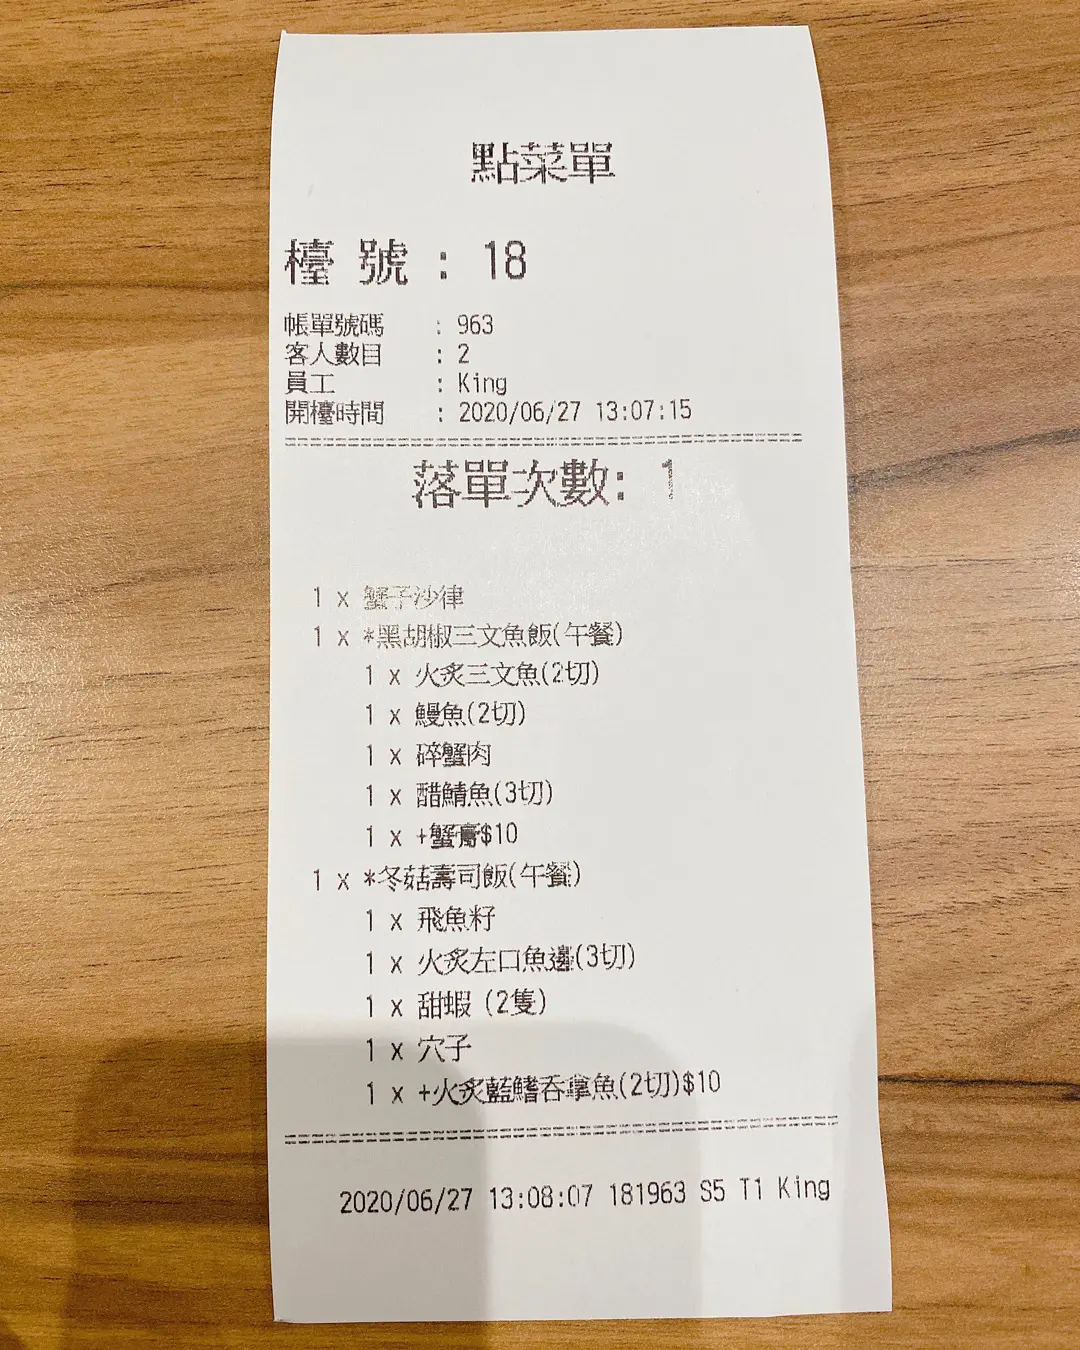 點菜單
檯 號 : 18
帳單號碼 : 963
客人數目 : 2
員工 : King
開檯時間 : 2020/06/27 13:07:15
落單次數: 1
1 x 蟹子沙律
1 x *黑胡椒三文魚飯(午餐)
1 x 火炙三文魚(2切)
1 x 鰻魚(2切)
1 x 碎蟹肉
1 x 醋鯖魚(3切)
1 x +蟹膏$10
1 x *冬菇壽司飯(午餐)
1 x 飛魚籽
1 x 火炙左口魚邊(3切)
1 x 甜蝦 (2隻)
1 x 穴子
1 x +火炙藍鰭吞拿魚(2切)$10
2020/06/27 13:08:07 181963 S5 T1 King